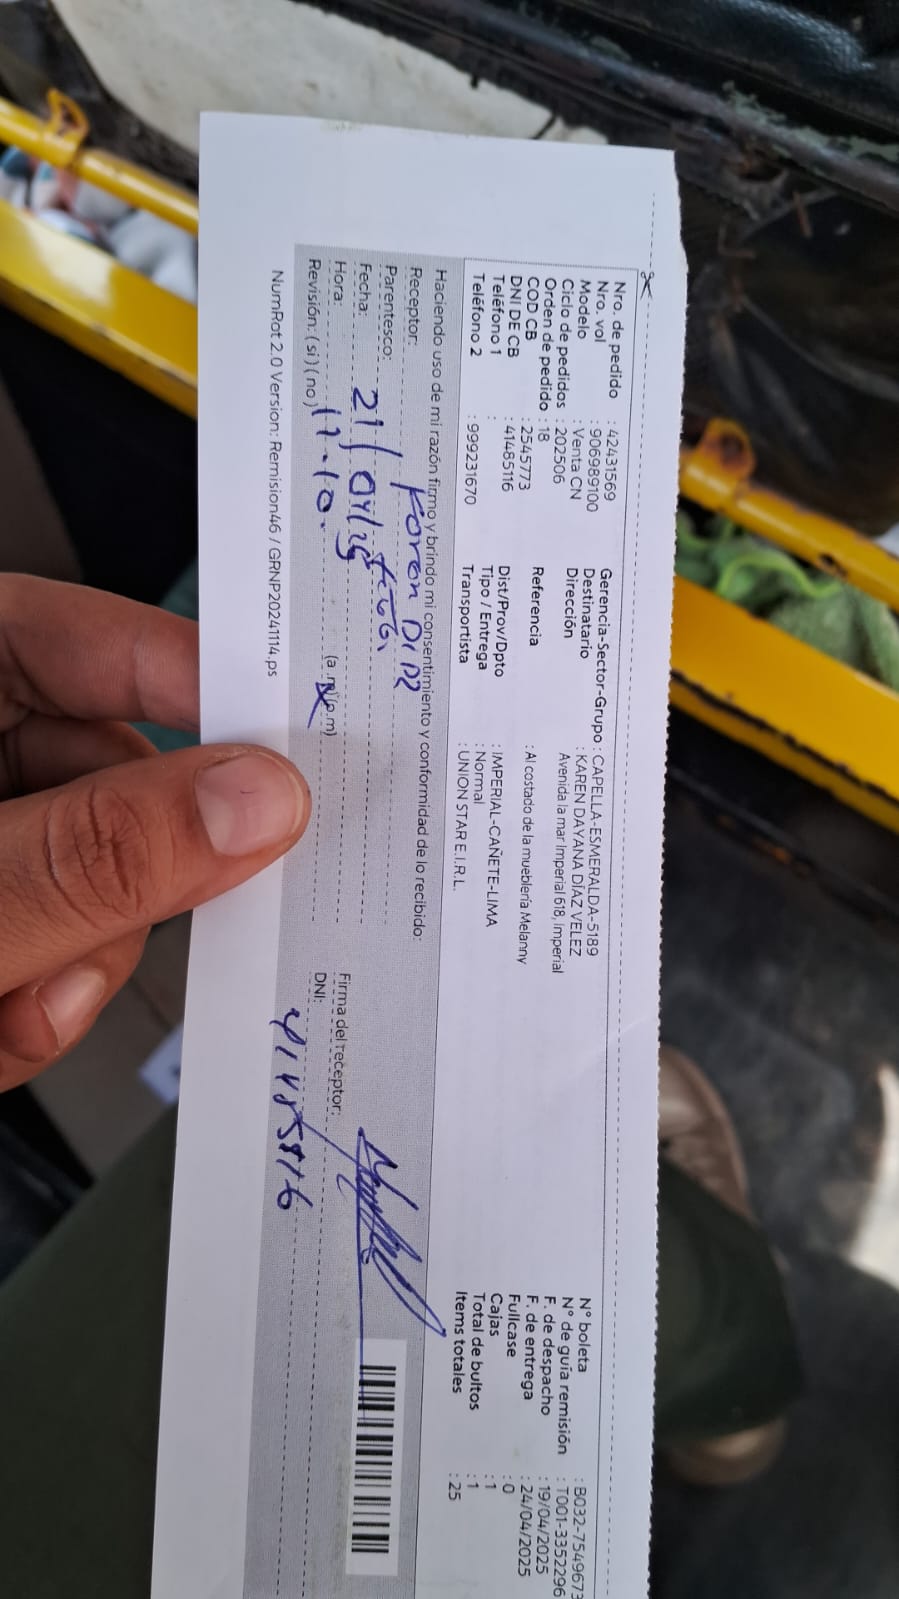 Nro. de pedido : 42431569
Nro. vol : 906989100
Modelo : Venta CN
Ciclo de pedidos : 202506
Orden de pedido : 18
COD CB : 2545773
DNI DE CB : 41485116
Teléfono 1 :
Teléfono 2 : 999231670
Gerencia-Sector-Grupo : CAPELLA-ESMERALDA-5189
Destinatario : KAREN DAYANA DÍAZ VELEZ
Dirección Avenida la mar Imperial 618, Imperial
Referencia : Al costado de la mueblería Melanny
Dist/Prov/Dpto : IMPERIAL-CAÑETE-LIMA
Tipo / Entrega : Normal
Transportista : UNION STAR E.I.R.L.
N° boleta : B032-7549673
N° de guía remisión : T001-3352296
F. de despacho : 19/04/2025
F. de entrega : 24/04/2025
Fullcase : 0
Cajas : 1
Total de bultos : 1
Items totales : 25
Haciendo uso de mi razón firmo y brindo mi consentimiento y conformidad de lo recibido:
Receptor:
Parentesco:
Fecha: 21/04/25
Hora: 17-10. (a.m)(p.m)
Revisión: (si) (no)
Firma del receptor:
DNI: 41485116
NumRot 2.0 Version: Remision46 / GRNP20241114.ps